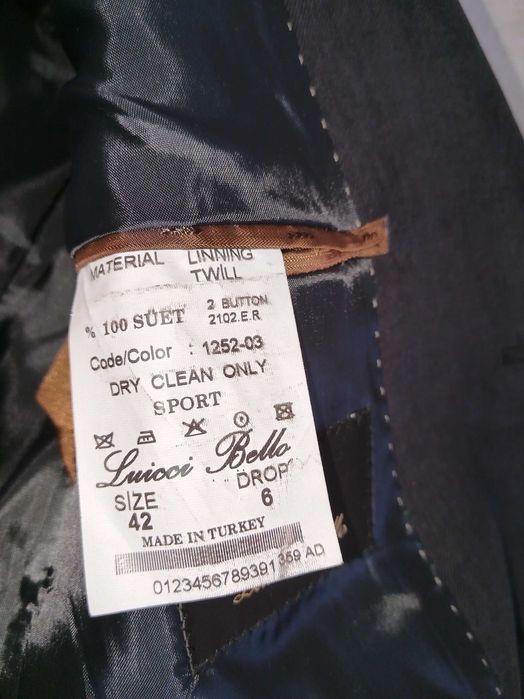 MATERIAL LINNING
TWILL
% 100 SÜET 2 BUTTON
2102.E.R
Code/Color : 1252-03
DRY CLEAN ONLY
SPORT
Luicci Bello
SIZE DROP
42 6
MADE IN TURKEY
0123456789391 359 AD